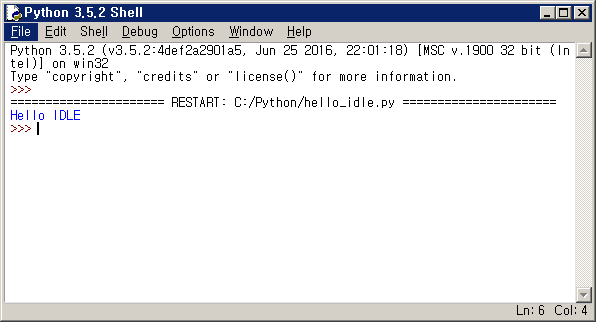 Python 3.5.2 Shell
File Edit Shell Debug Options Window Help
Python 3.5.2 (v3.5.2:4def2a2901a5, Jun 25 2016, 22:01:18) [MSC v.1900 32 bit (In
tel)] on win32
Type "copyright", "credits" or "license()" for more information.
>>>
====================== RESTART: C:/Python/hello_idle.py ======================
Hello IDLE
>>>
Ln: 6 Col: 4